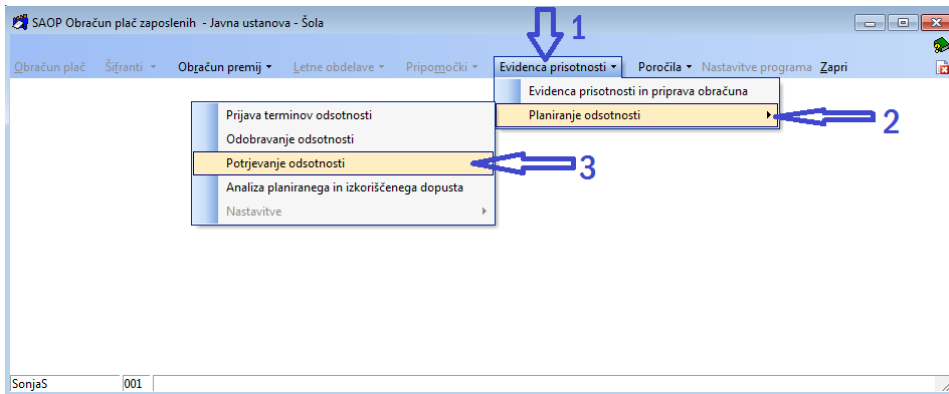 SAOP Obračun plač zaposlenih - Javna ustanova - Šola
1
Obračun plač Šifranti Obračun premij Letne obdelave Pripomočki Evidenca prisotnosti Poročila Nastavitve programa Zapri
Evidenca prisotnosti in priprava obračuna
Planiranje odsotnosti
2
Prijava terminov odsotnosti
Odobravanje odsotnosti
Potrjevanje odsotnosti
3
Analiza planiranega in izkoriščenega dopusta
Nastavitve
SonjaS 001